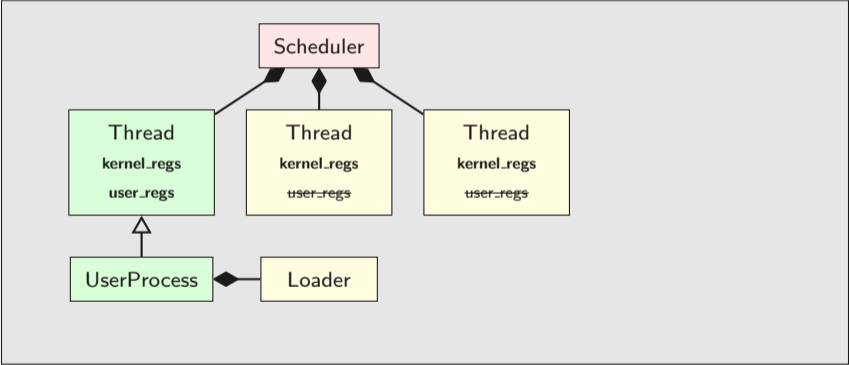 Scheduler
Thread
kernel_regs
user_regs
Thread
kernel_regs
user_regs
Thread
kernel_regs
user_regs
UserProcess
Loader